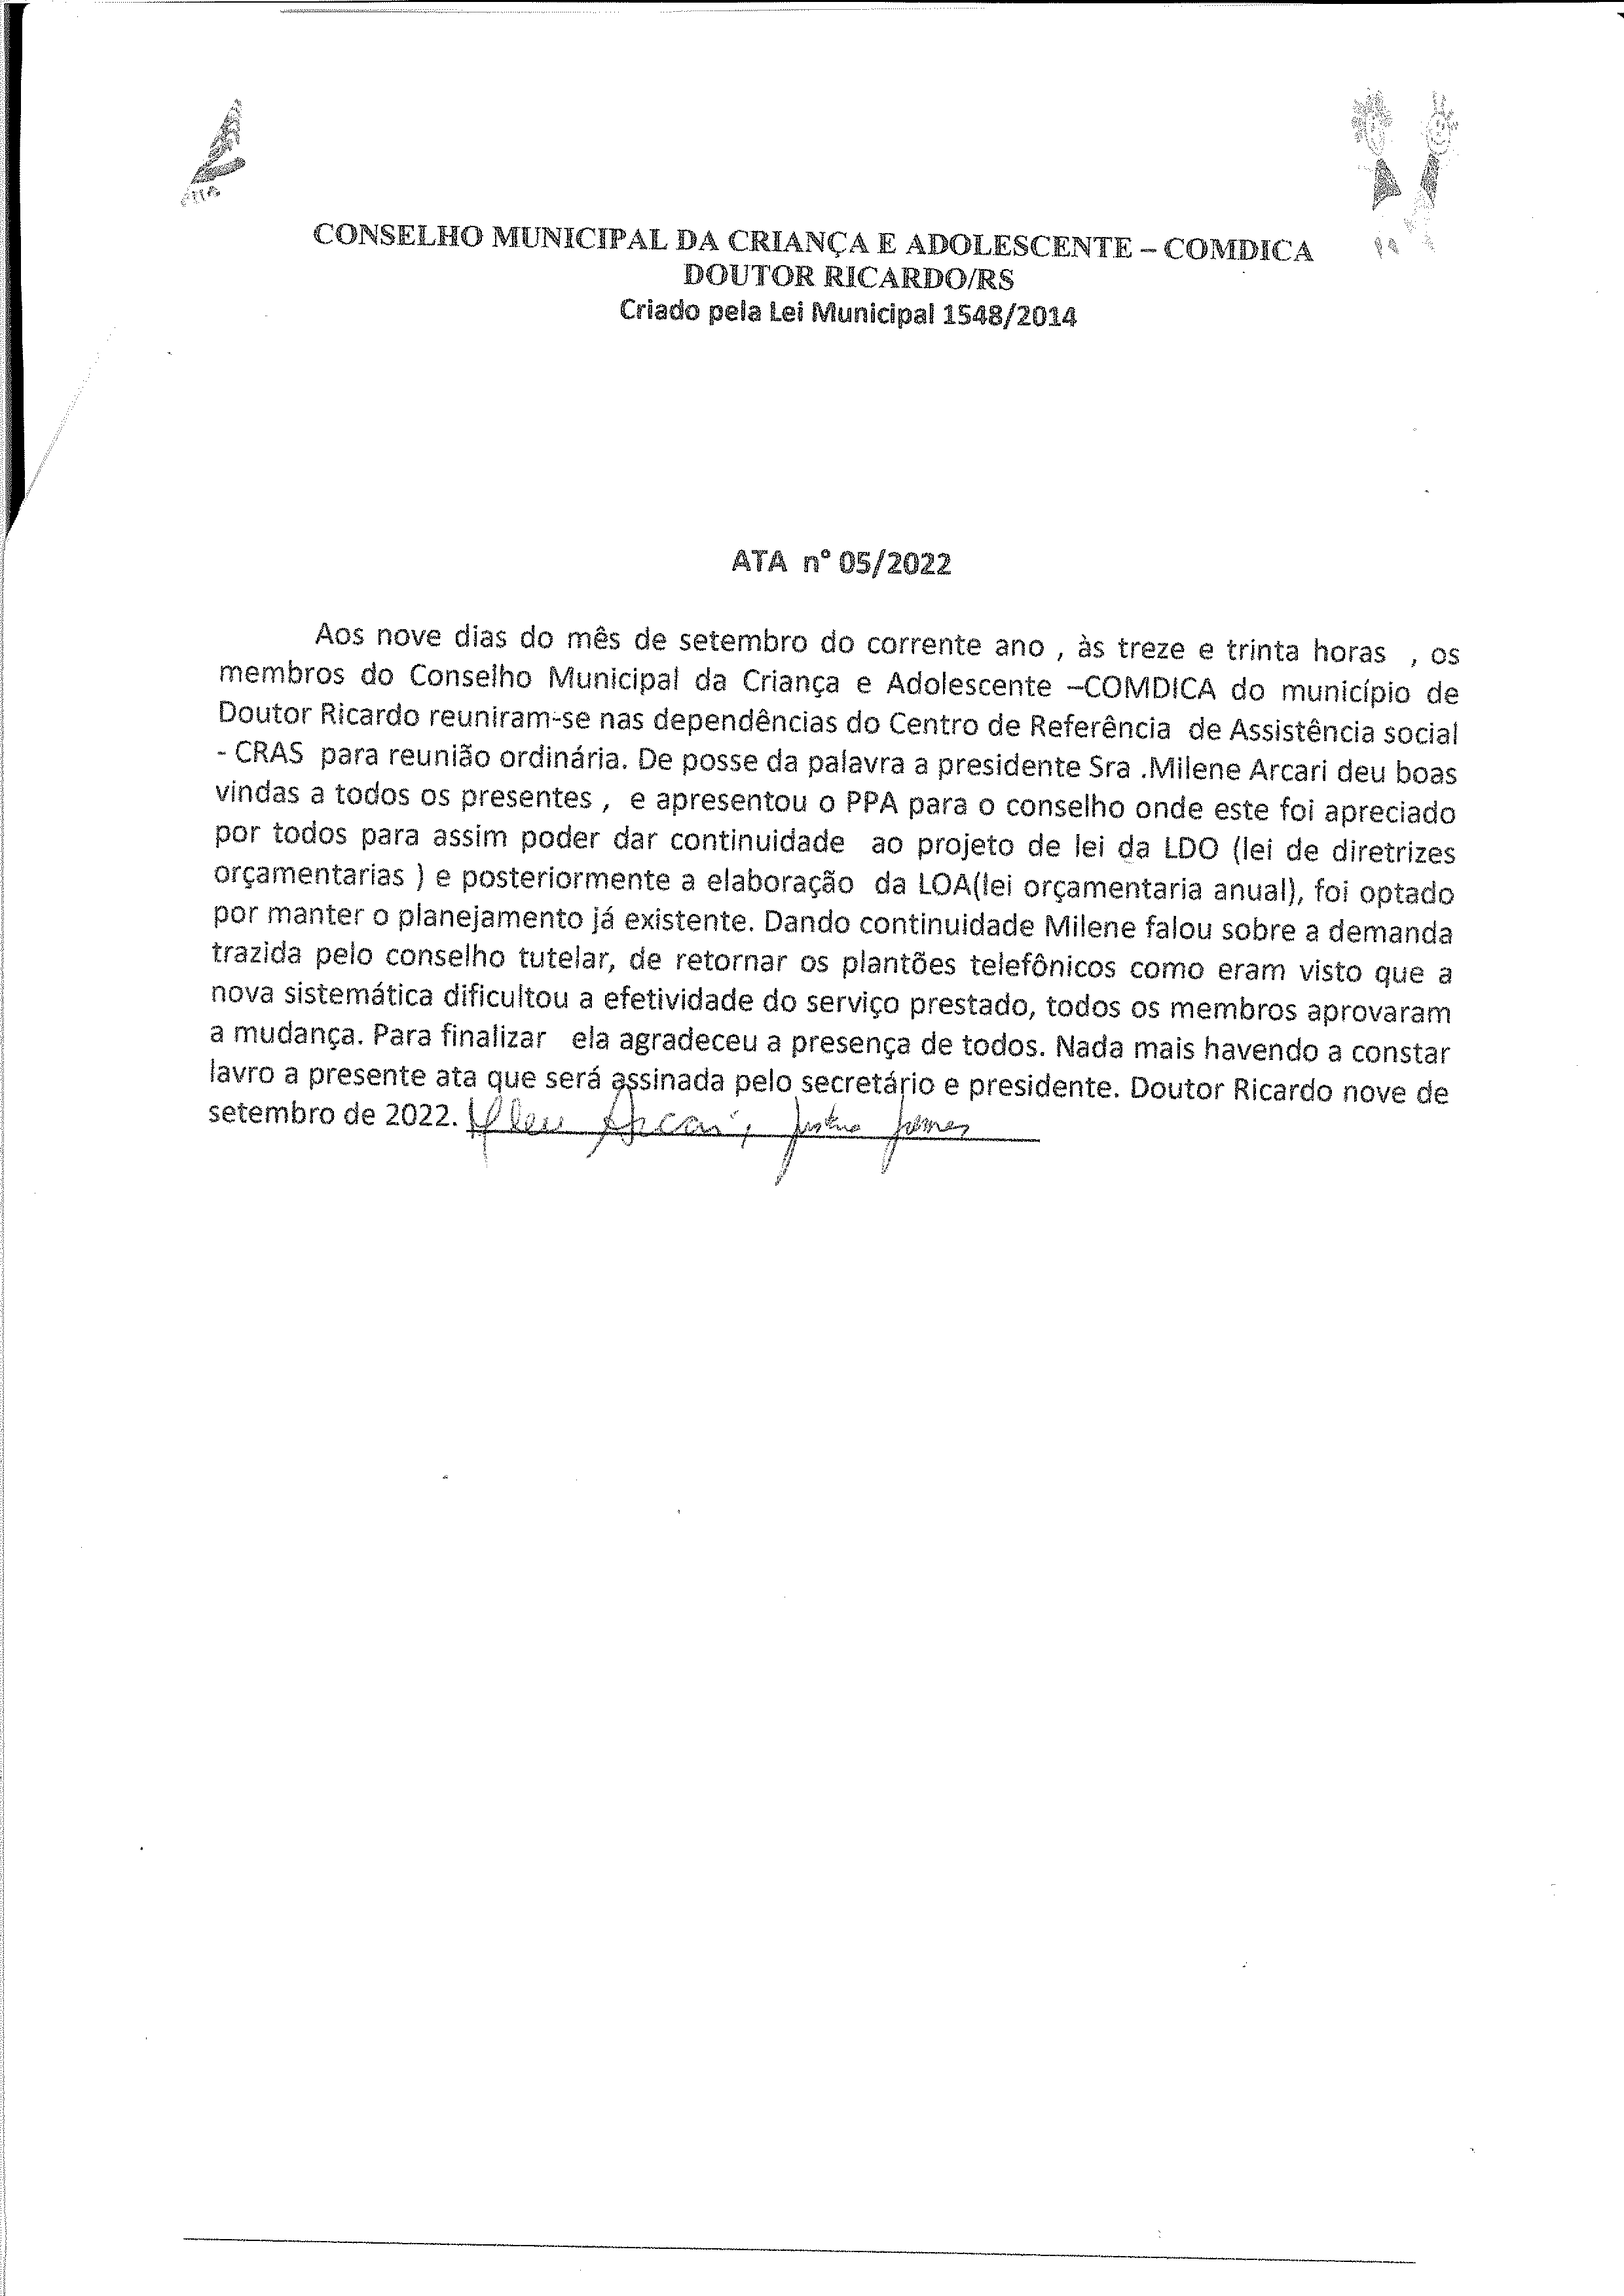 CONSELHO MUNICIPAL DA CRIANÇA E ADOLESCENTE – COMDICA
DOUTOR RICARDO/RS
Criado pela Lei Municipal 1548/2014
ATA nº 05/2022
Aos nove dias do mês de setembro do corrente ano , às treze e trinta horas , os
membros do Conselho Municipal da Criança e Adolescente –COMDICA do município de
Doutor Ricardo reuniram-se nas dependências do Centro de Referência de Assistência social
- CRAS para reunião ordinária. De posse da palavra a presidente Sra .Milene Arcari deu boas
vindas a todos os presentes , e apresentou o PPA para o conselho onde este foi apreciado
por todos para assim poder dar continuidade ao projeto de lei da LDO (lei de diretrizes
orçamentarias ) e posteriormente a elaboração da LOA(lei orçamentaria anual), foi optado
por manter o planejamento já existente. Dando continuidade Milene falou sobre a demanda
trazida pelo conselho tutelar, de retornar os plantões telefônicos como eram visto que a
nova sistemática dificultou a efetividade do serviço prestado, todos os membros aprovaram
a mudança. Para finalizar ela agradeceu a presença de todos. Nada mais havendo a constar
lavro a presente ata que será assinada pelo secretário e presidente. Doutor Ricardo nove de
setembro de 2022. Arcari,